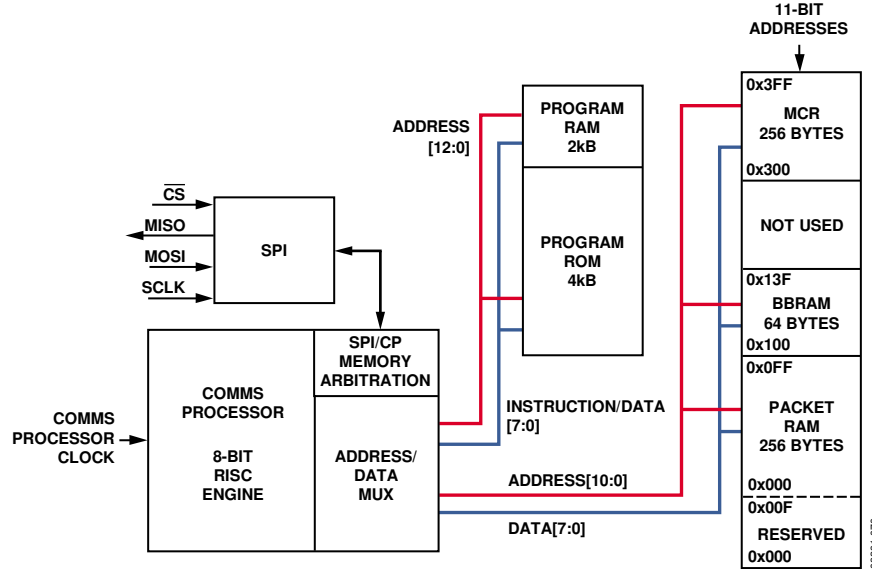 11-BIT
ADDRESSES
0x3FF
MCR
256 BYTES
0x300
NOT USED
0x13F
BBRAM
64 BYTES
0x100
0x0FF
PACKET
RAM
256 BYTES
0x000
0x00F
RESERVED
0x000
PROGRAM
RAM
2kB
PROGRAM
ROM
4kB
ADDRESS
[12:0]
INSTRUCTION/DATA
[7:0]
ADDRESS[10:0]
DATA[7:0]
CS
MISO
MOSI
SCLK
SPI
SPI/CP
MEMORY
ARBITRATION
COMMS
PROCESSOR
8-BIT
RISC
ENGINE
ADDRESS/
DATA
MUX
COMMS
PROCESSOR
CLOCK